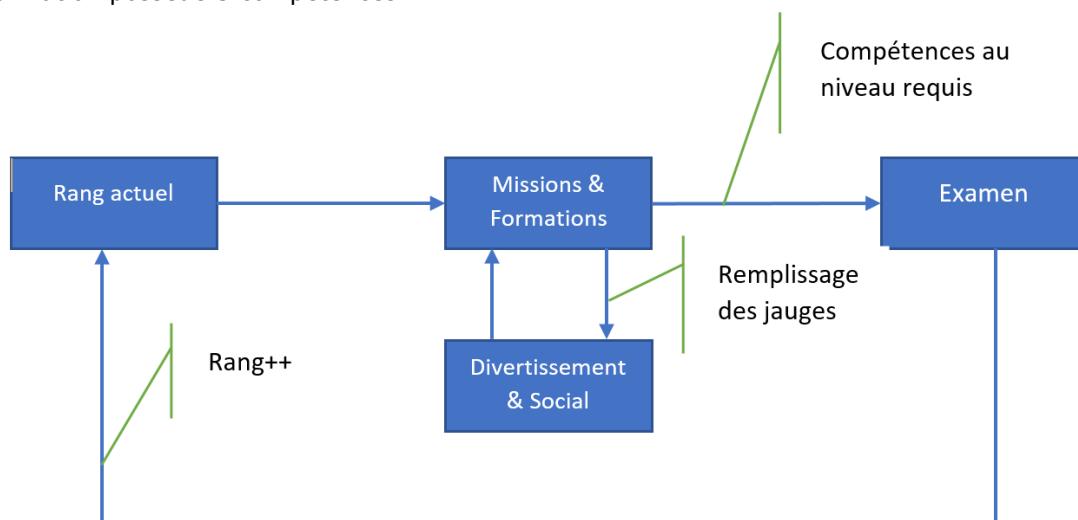 Compétences au
niveau requis
Rang actuel
Missions &
Formations
Examen
Remplissage
des jauges
Rang++
Divertissement
& Social